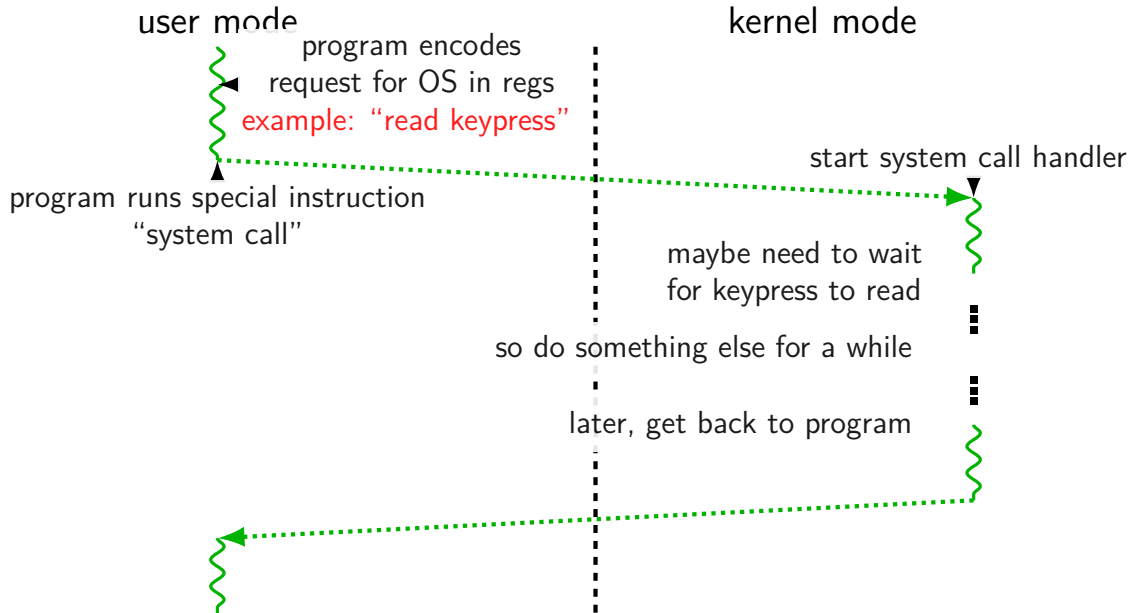 user mode
kernel mode
program encodes
request for OS in regs
example: “read keypress”
start system call handler
program runs special instruction
“system call”
maybe need to wait
for keypress to read
so do something else for a while
later, get back to program